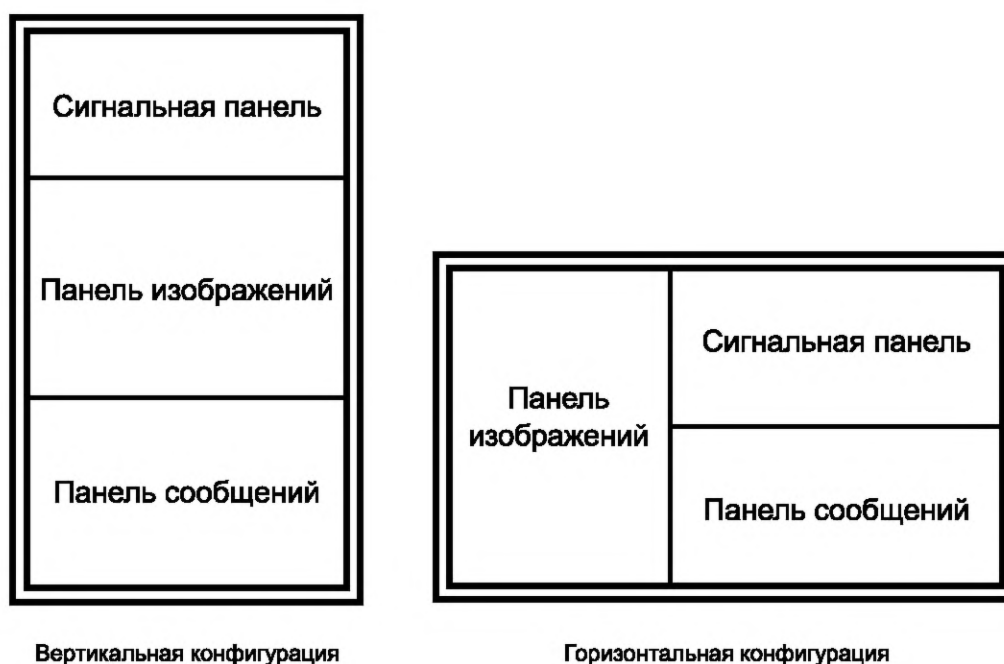 Сигнальная панель
Панель изображений
Панель сообщений
Вертикальная конфигурация
Панель
изображений
Сигнальная панель
Панель сообщений
Горизонтальная конфигурация